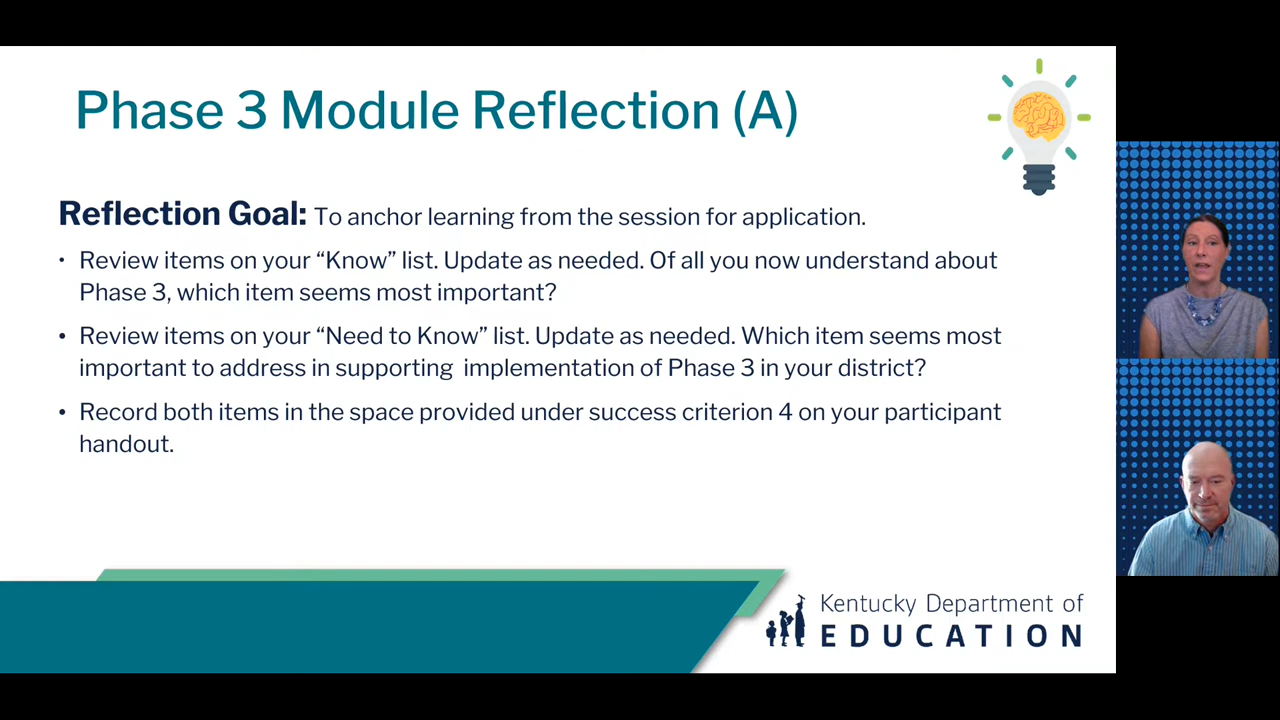 Phase 3 Module Reflection (A)
Reflection Goal: To anchor learning from the session for application.
• Review items on your “Know” list. Update as needed. Of all you now understand about
Phase 3, which item seems most important?
• Review items on your “Need to Know” list. Update as needed. Which item seems most
important to address in supporting  implementation of Phase 3 in your district?
• Record both items in the space provided under success criterion 4 on your participant
handout.
Kentucky Department of
EDUCATION